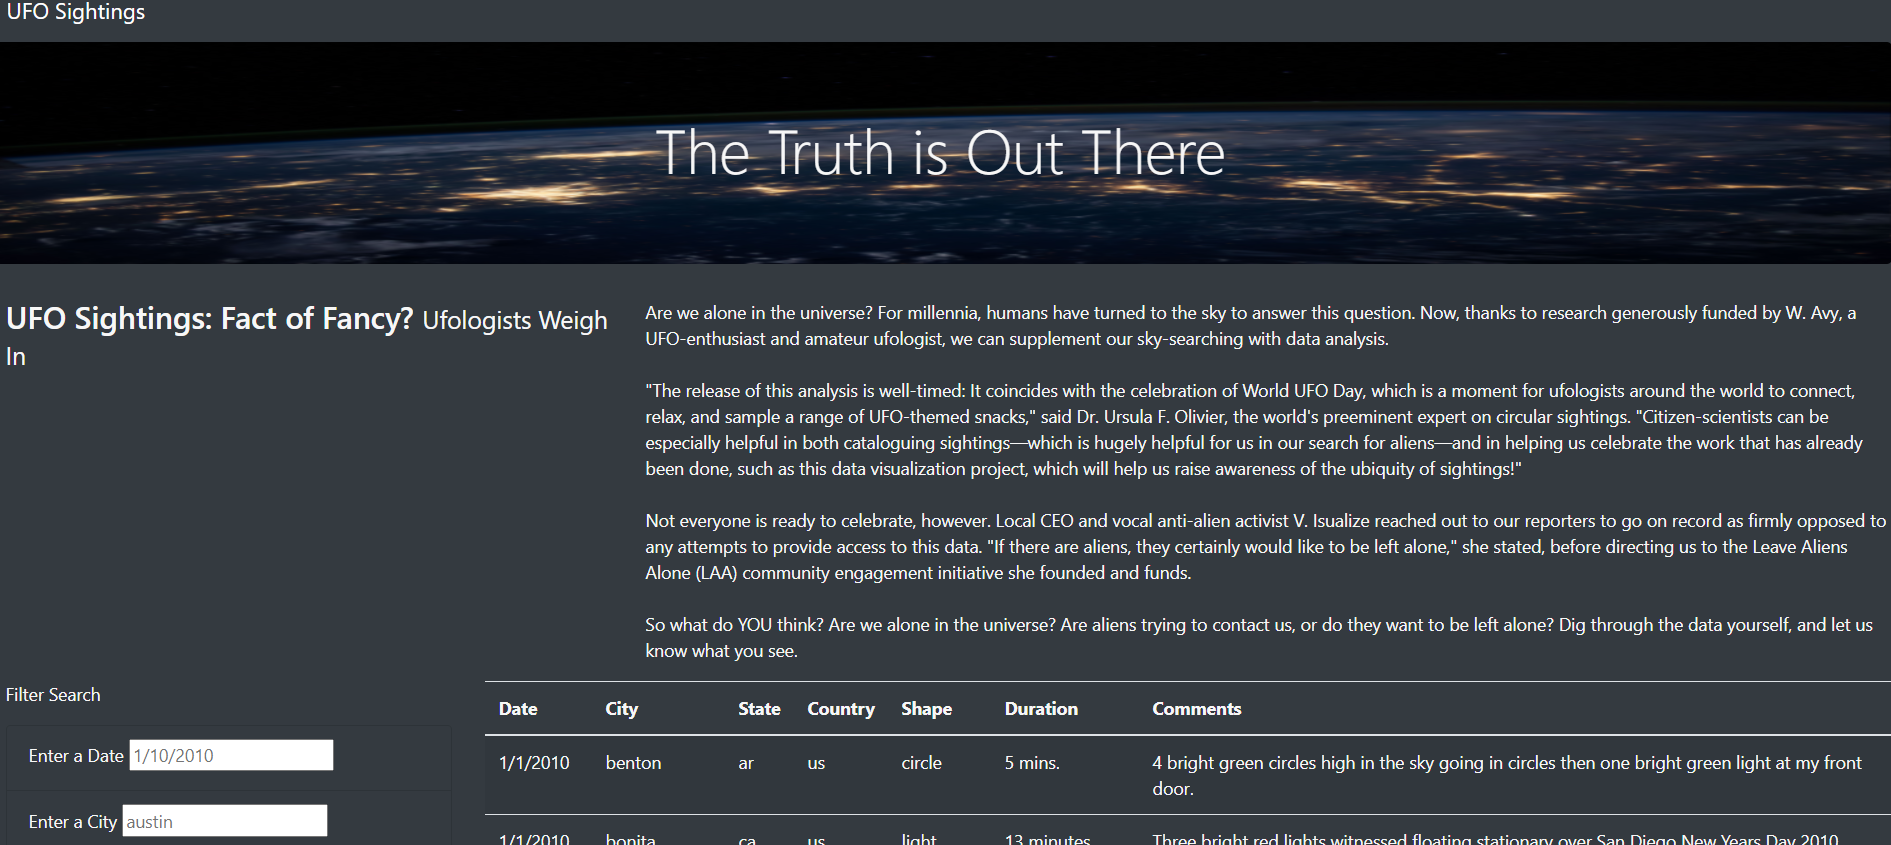 UFO Sightings
The Truth is Out There
UFO Sightings: Fact of Fancy? Ufologists Weigh
In
Are we alone in the universe? For millennia, humans have turned to the sky to answer this question. Now, thanks to research generously funded by W. Avy, a
UFO-enthusiast and amateur ufologist, we can supplement our sky-searching with data analysis.
"The release of this analysis is well-timed: It coincides with the celebration of World UFO Day, which is a moment for ufologists around the world to connect,
relax, and sample a range of UFO-themed snacks," said Dr. Ursula F. Olivier, the world's preeminent expert on circular sightings. "Citizen-scientists can be
especially helpful in both cataloguing sightings—which is hugely helpful for us in our search for aliens—and in helping us celebrate the work that has already
been done, such as this data visualization project, which will help us raise awareness of the ubiquity of sightings!"
Not everyone is ready to celebrate, however. Local CEO and vocal anti-alien activist V. Isualize reached out to our reporters to go on record as firmly opposed to
any attempts to provide access to this data. "If there are aliens, they certainly would like to be left alone," she stated, before directing us to the Leave Aliens
Alone (LAA) community engagement initiative she founded and funds.
So what do YOU think? Are we alone in the universe? Are aliens trying to contact us, or do they want to be left alone? Dig through the data yourself, and let us
know what you see.
Filter Search
Enter a Date 1/10/2010
Enter a City austin
Date City State Country Shape Duration Comments
1/1/2010 benton ar us circle 5 mins. 4 bright green circles high in the sky going in circles then one bright green light at my front
door.
1/1/2010 bonita ca us light 13 minutes Three bright red lights witnessed floating stationary over San Diego New Years Day 2010